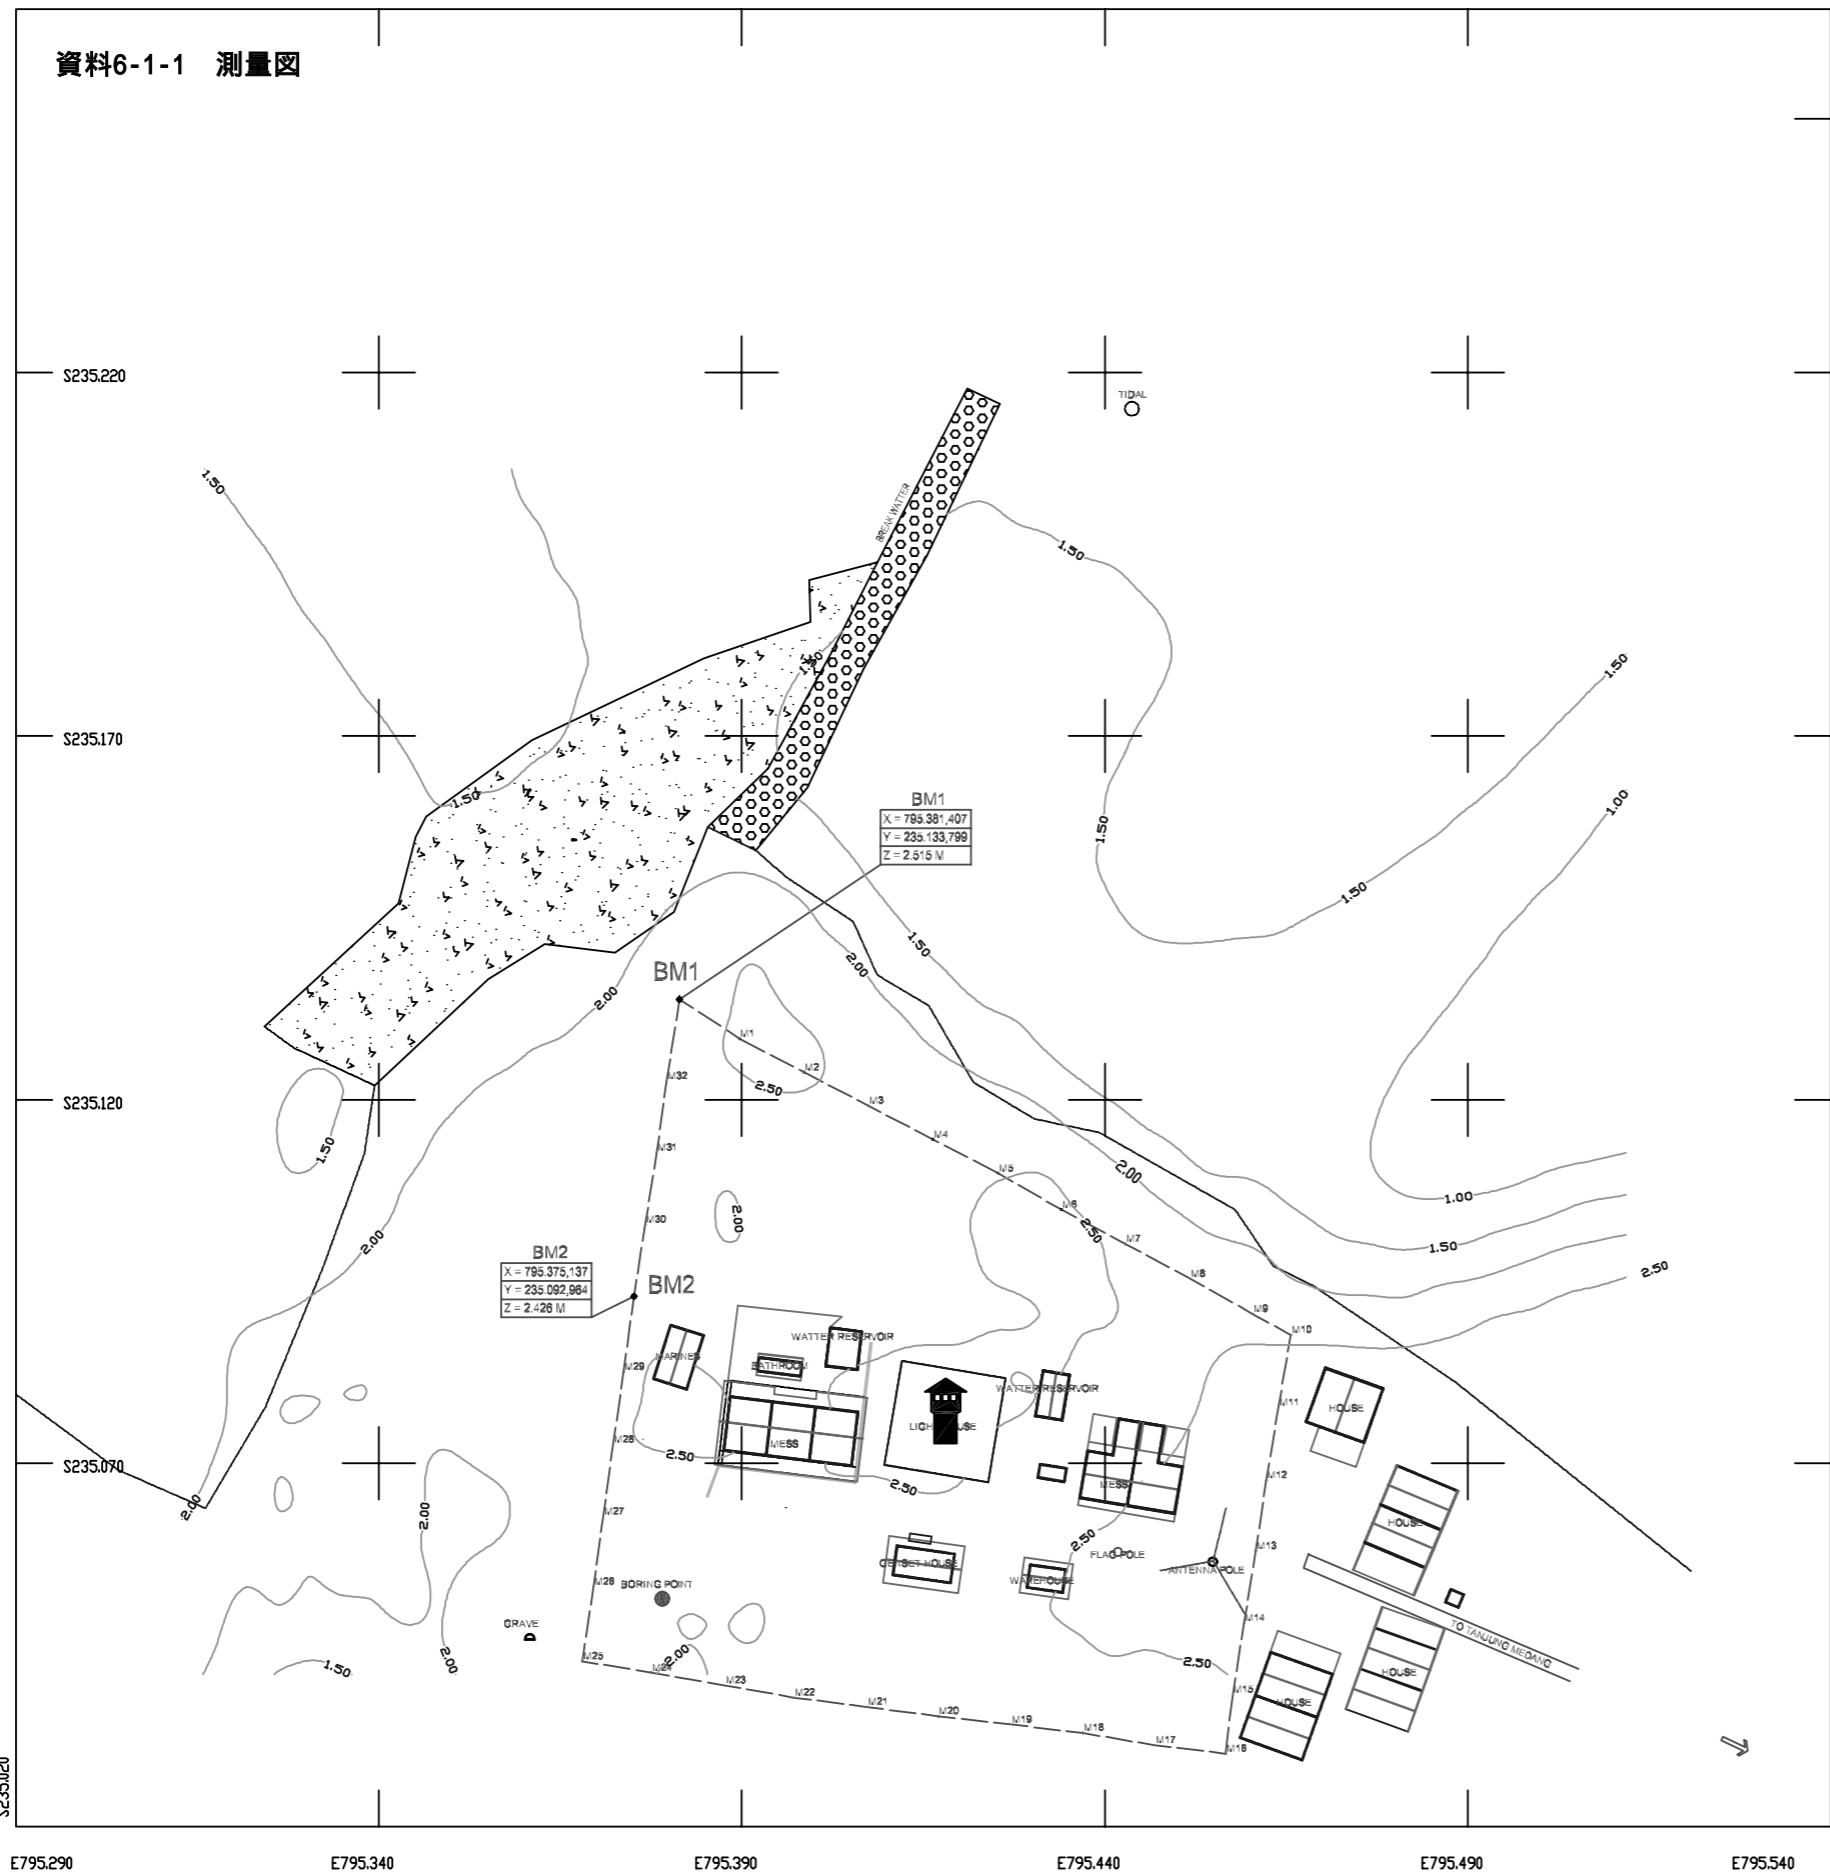 資料6-1-1　測量図
S235.220
TIDAL
1.50
BREAK WATTER
1.50
1.50
1.50
S235.170
1.50
BM1
X = 795.381,407
Y = 235.133,799
Z = 2.515 M
1.50
1.00
1.50
1.50
2.00
BM1
2.00
M1
M2
M32
2.50
S235.120
M3
M4
M31
1.50
M5
2.00
1.00
M6
M30
2.00
2.50
M7
2.00
1.50
BM2
X = 795.375,137
Y = 235.092,964
Z = 2.426 M
BM2
M8
2.50
M9
M10
WATTER RESERVOIR
MARINES
M29
BATHROOM
WATTER RESERVOIR
M11
HOUSE
LIGHTHOUSE
M28
MESS
2.50
S235.070
M12
MESS
2.50
2.00
2.00
M27
HOUSE
2.50
M13
FLAG POLE
GENSET HOUSE
ANTENNA POLE
M26
BORING POINT
WAREHOUSE
GRAVE
M14
TO TANJUNG MEDANG
2.00
M25
2.00
M24
1.50
2.50
HOUSE
M23
M15
M22
M21
HOUSE
M20
M19
M18
M17
M16
S235.020
E795.290
E795.340
E795.390
E795.440
E795.490
E795.540